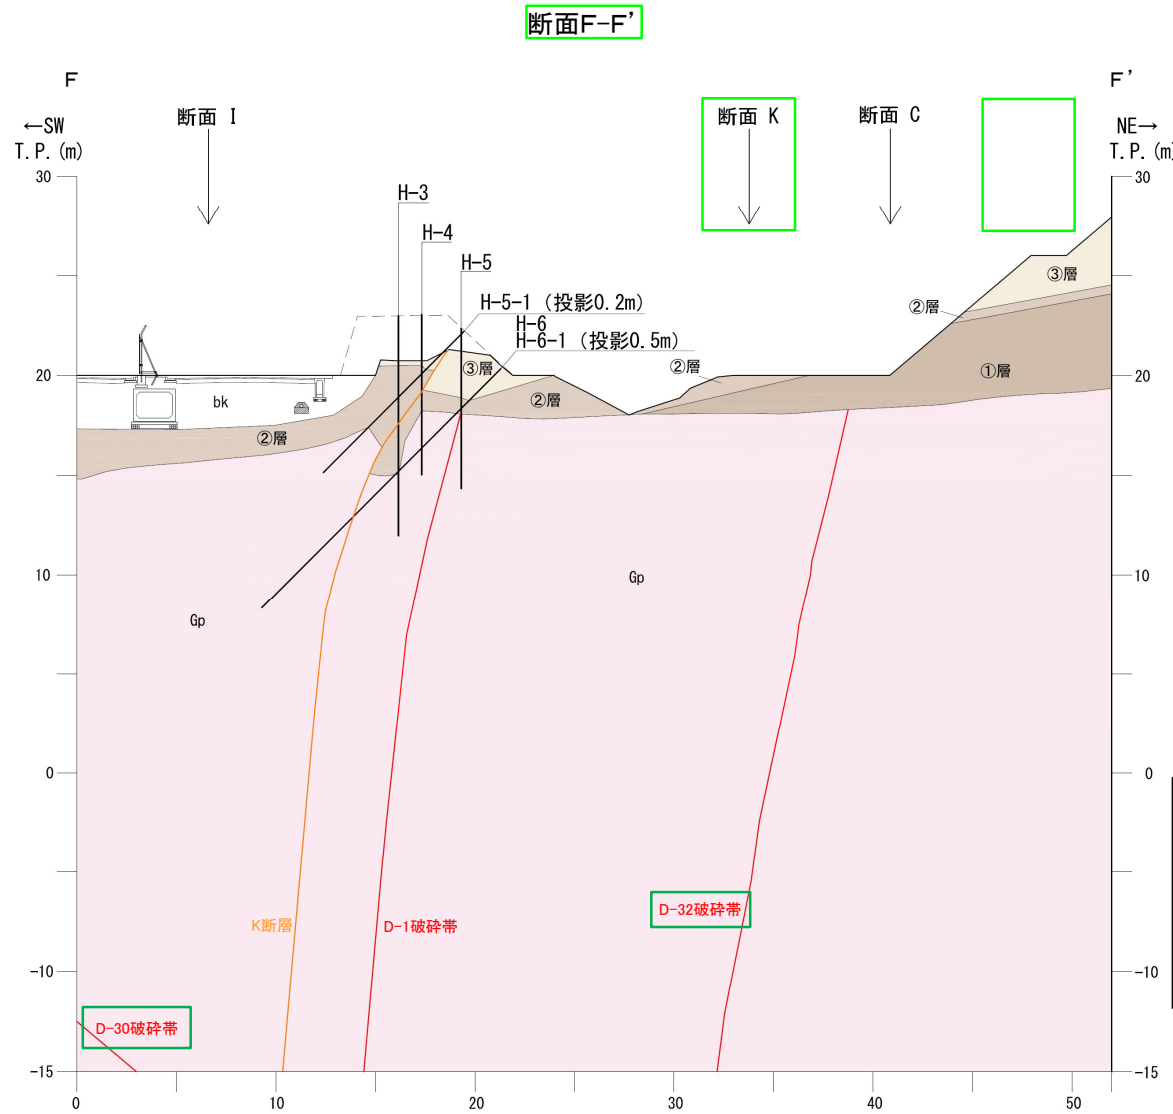 断面F-F'
F
F'
断面 I
断面 K
断面 C
←SW
NE→
T.P.(m)
T.P.(m)
30
30
H-3
H-4
H-5
H-5-1 (投影0.2m)
H-6
H-6-1 (投影0.5m)
③層
②層
②層
①層
20
20
③層
②層
bk
②層
10
10
Gp
Gp
0
0
K断層
D-1破砕帯
D-32破砕帯
-10
-10
D-30破砕帯
-15
-15
0
10
20
30
40
50